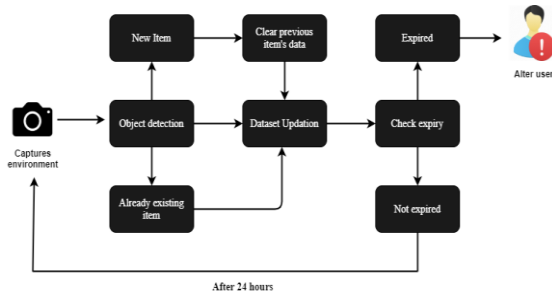 New Item
Clear previous
item's data
Expired
Alter user
Captures
environment
Object detection
Dataset Updation
Check expiry
Already existing
item
Not expired
After 24 hours